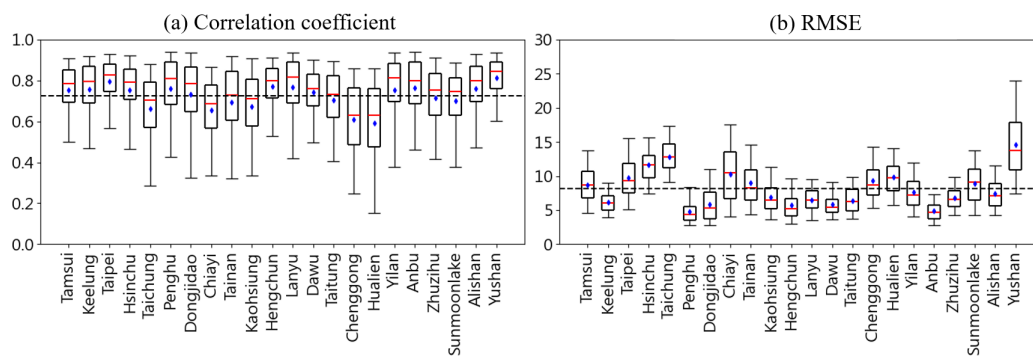 (a) Correlation coefficient
1.0
0.8
0.6
0.4
0.2
0.0
Tamsui
Keelung
Taipei
Hsinchu
Taichung
Penghu
Dongjidao
Chiayi
Tainan
Kaohsiung
Hengchun
Lanyu
Dawu
Taitung
Chenggong
Hualien
Yilan
Anbu
Zhuzihu
Sunmoonlake
Alishan
Yushan
(b) RMSE
30
25
20
15
10
5
0
Tamsui
Keelung
Taipei
Hsinchu
Taichung
Penghu
Dongjidao
Chiayi
Tainan
Kaohsiung
Hengchun
Lanyu
Dawu
Taitung
Chenggong
Hualien
Yilan
Anbu
Zhuzihu
Sunmoonlake
Alishan
Yushan